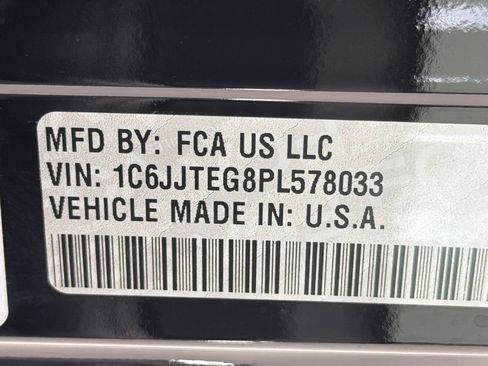 MFD BY: FCA US LLC
VIN: 1C6JJTEG8PL578033
VEHICLE MADE IN: U.S.A.